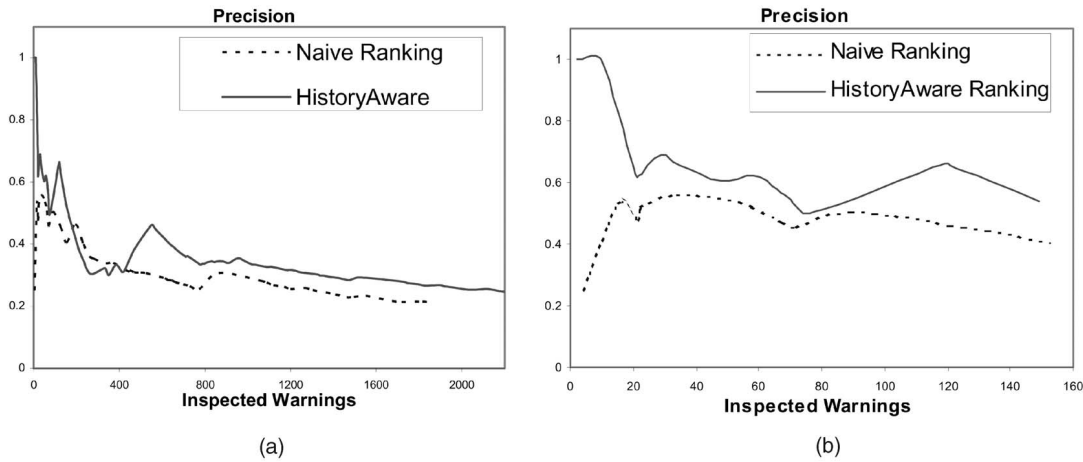 Precision
Naive Ranking
HistoryAware
1
0.8
0.6
0.4
0.2
0
0 400 800 1200 1600 2000
Inspected Warnings
(a)
Precision
Naive Ranking
HistoryAware Ranking
1
0.8
0.6
0.4
0.2
0
0 20 40 60 80 100 120 140 160
Inspected Warnings
(b)